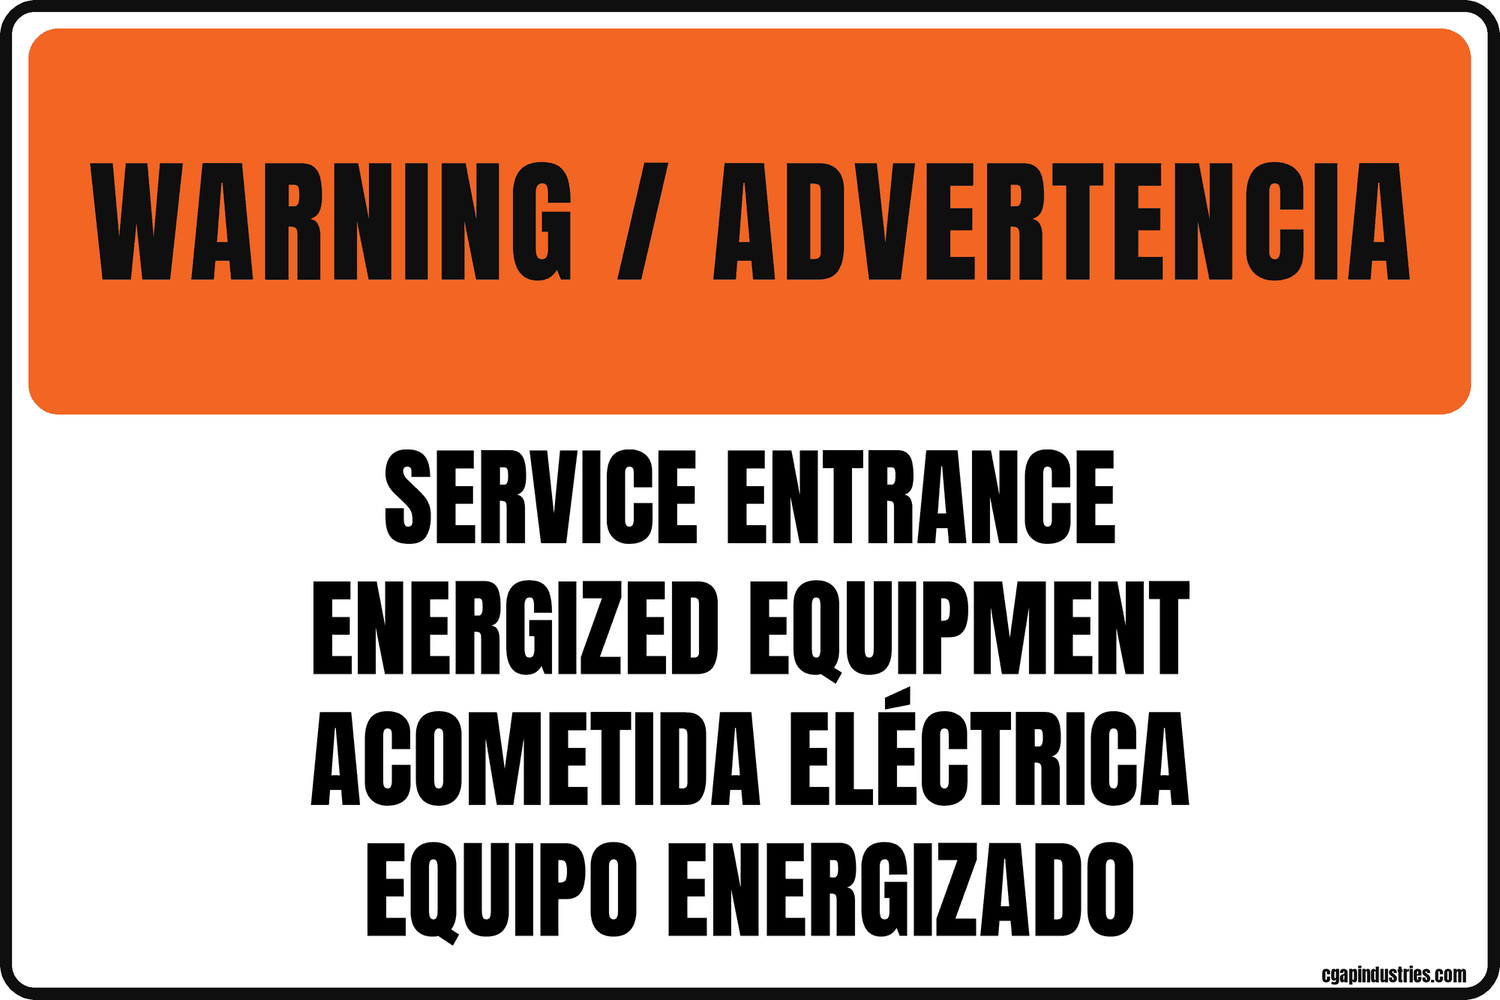 WARNING / ADVERTENCIA
SERVICE ENTRANCE
ENERGIZED EQUIPMENT
ACOMETIDA ELÉCTRICA
EQUIPO ENERGIZADO
cgapindustries.com